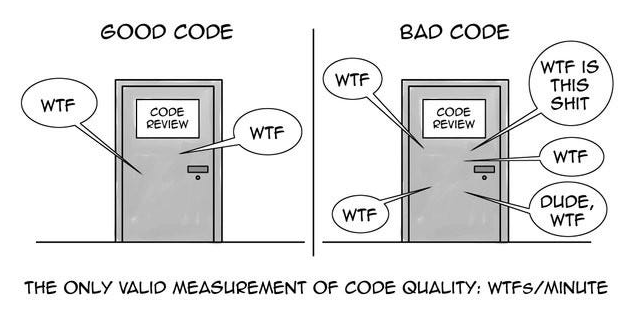 GOOD CODE
WTF
CODE
REVIEW
WTF
BAD CODE
WTF
WTF IS
THIS
SHIT
CODE
REVIEW
WTF
WTF
DUDE,
WTF
THE ONLY VALID MEASUREMENT OF CODE QUALITY: WTFs/MINUTE